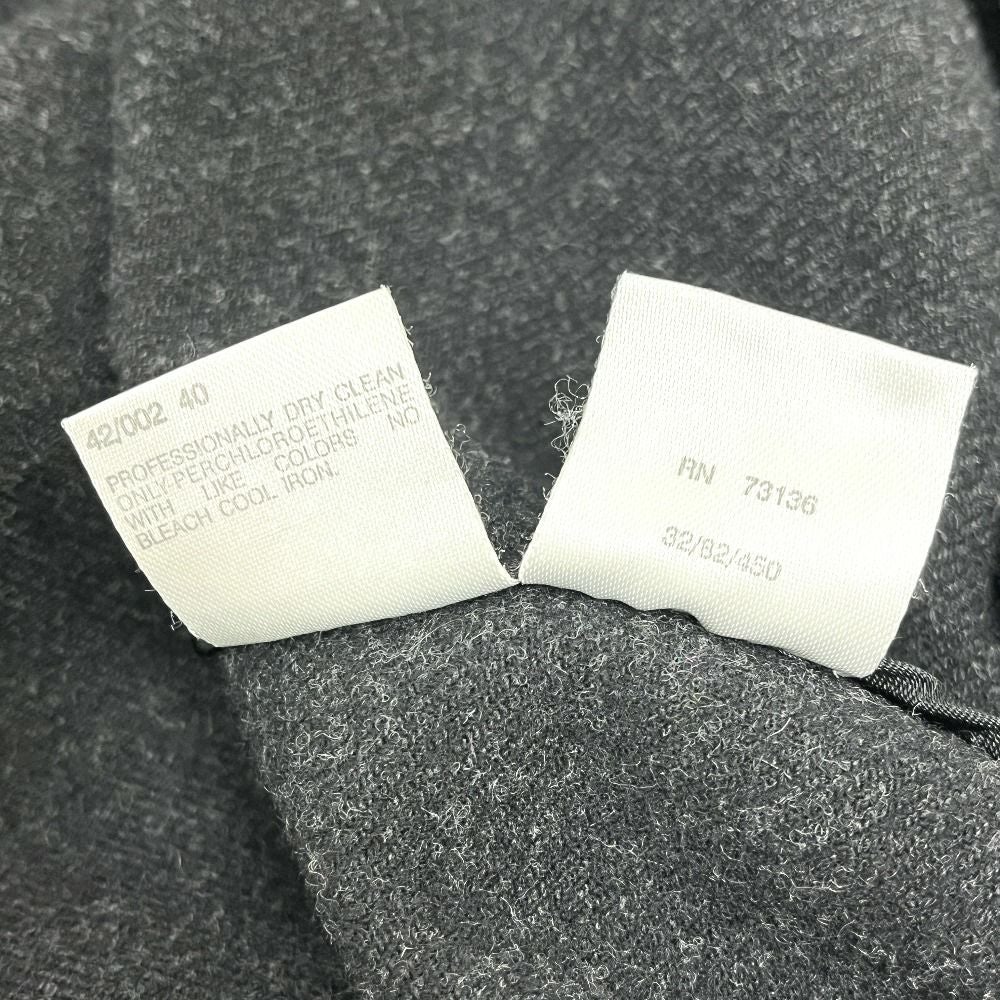 42/002 40
PROFESSIONALLY DRY CLEAN
ONLY-PERCHLOROETHILENE
WITH LIKE COLORS NO
BLEACH COOL IRON.
RN 73136
32/82/450